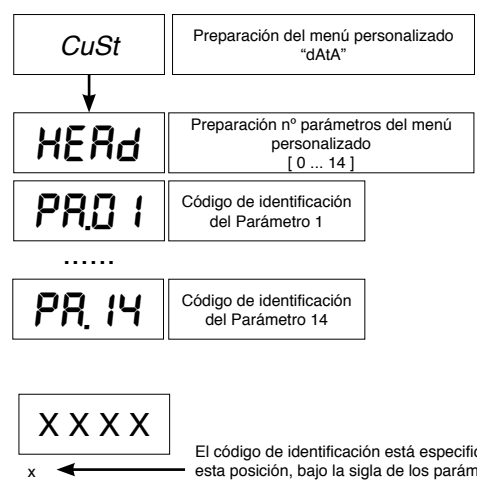 CuSt
Preparación del menú personalizado
“dAtA”
HEAd
Preparación nº parámetros del menú
personalizado
[ 0 ... 14 ]
PA.01
Código de identificación
del Parámetro 1
......
PA.14
Código de identificación
del Parámetro 14
X X X X
El código de identificación está
x
esta posición, bajo la sigla de los